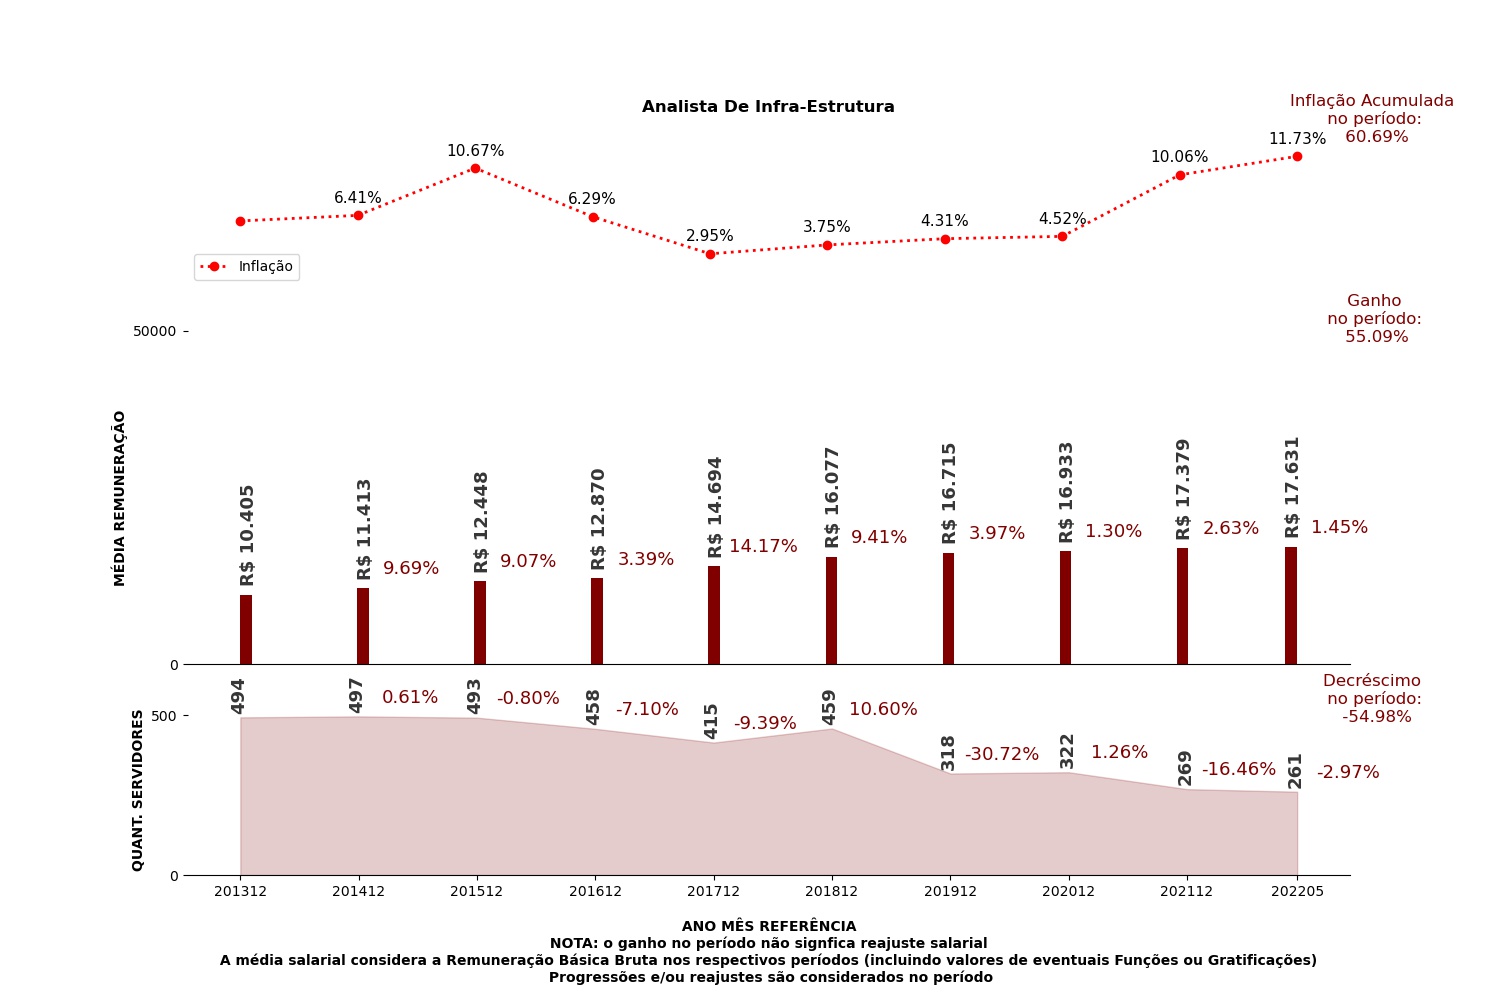 Analista De Infra-Estrutura
Inflação Acumulada
no período:
60.69%
6.41%
10.67%
6.29%
2.95%
3.75%
4.31%
4.52%
10.06%
11.73%
Inflação
Ganho
no período:
55.09%
50000
0
MÉDIA REMUNERAÇÃO
R$ 10.405
R$ 11.413
R$ 12.448
R$ 12.870
R$ 14.694
R$ 16.077
R$ 16.715
R$ 16.933
R$ 17.379
R$ 17.631
9.69%
9.07%
3.39%
14.17%
9.41%
3.97%
1.30%
2.63%
1.45%
Decréscimo
no período:
-54.98%
500
0
QUANT. SERVIDORES
494
497
493
458
415
459
318
322
269
261
0.61%
-0.80%
-7.10%
-9.39%
10.60%
-30.72%
1.26%
-16.46%
-2.97%
201312
201412
201512
201612
201712
201812
201912
202012
202112
202205
ANO MÊS REFERÊNCIA
NOTA: o ganho no período não signfica reajuste salarial
A média salarial considera a Remuneração Básica Bruta nos respectivos períodos (incluindo valores de eventuais Funções ou Gratificações)
Progressões e/ou reajustes são considerados no período